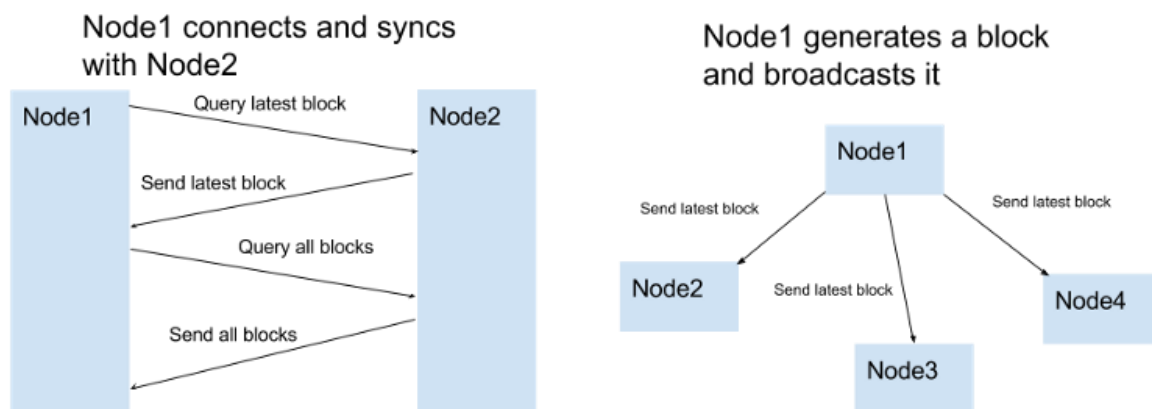 Node1 connects and syncs
with Node2
Node1
Node2
Query latest block
Send latest block
Query all blocks
Send all blocks
Node1 generates a block
and broadcasts it
Node1
Send latest block
Send latest block
Send latest block
Node2
Node4
Node3